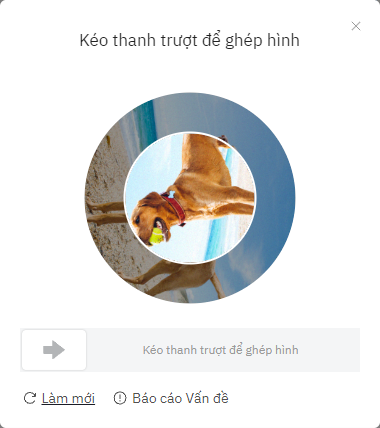 Kéo thanh trượt để ghép hình
Kéo thanh trượt để ghép hình
Làm mới
Báo cáo Vấn đề